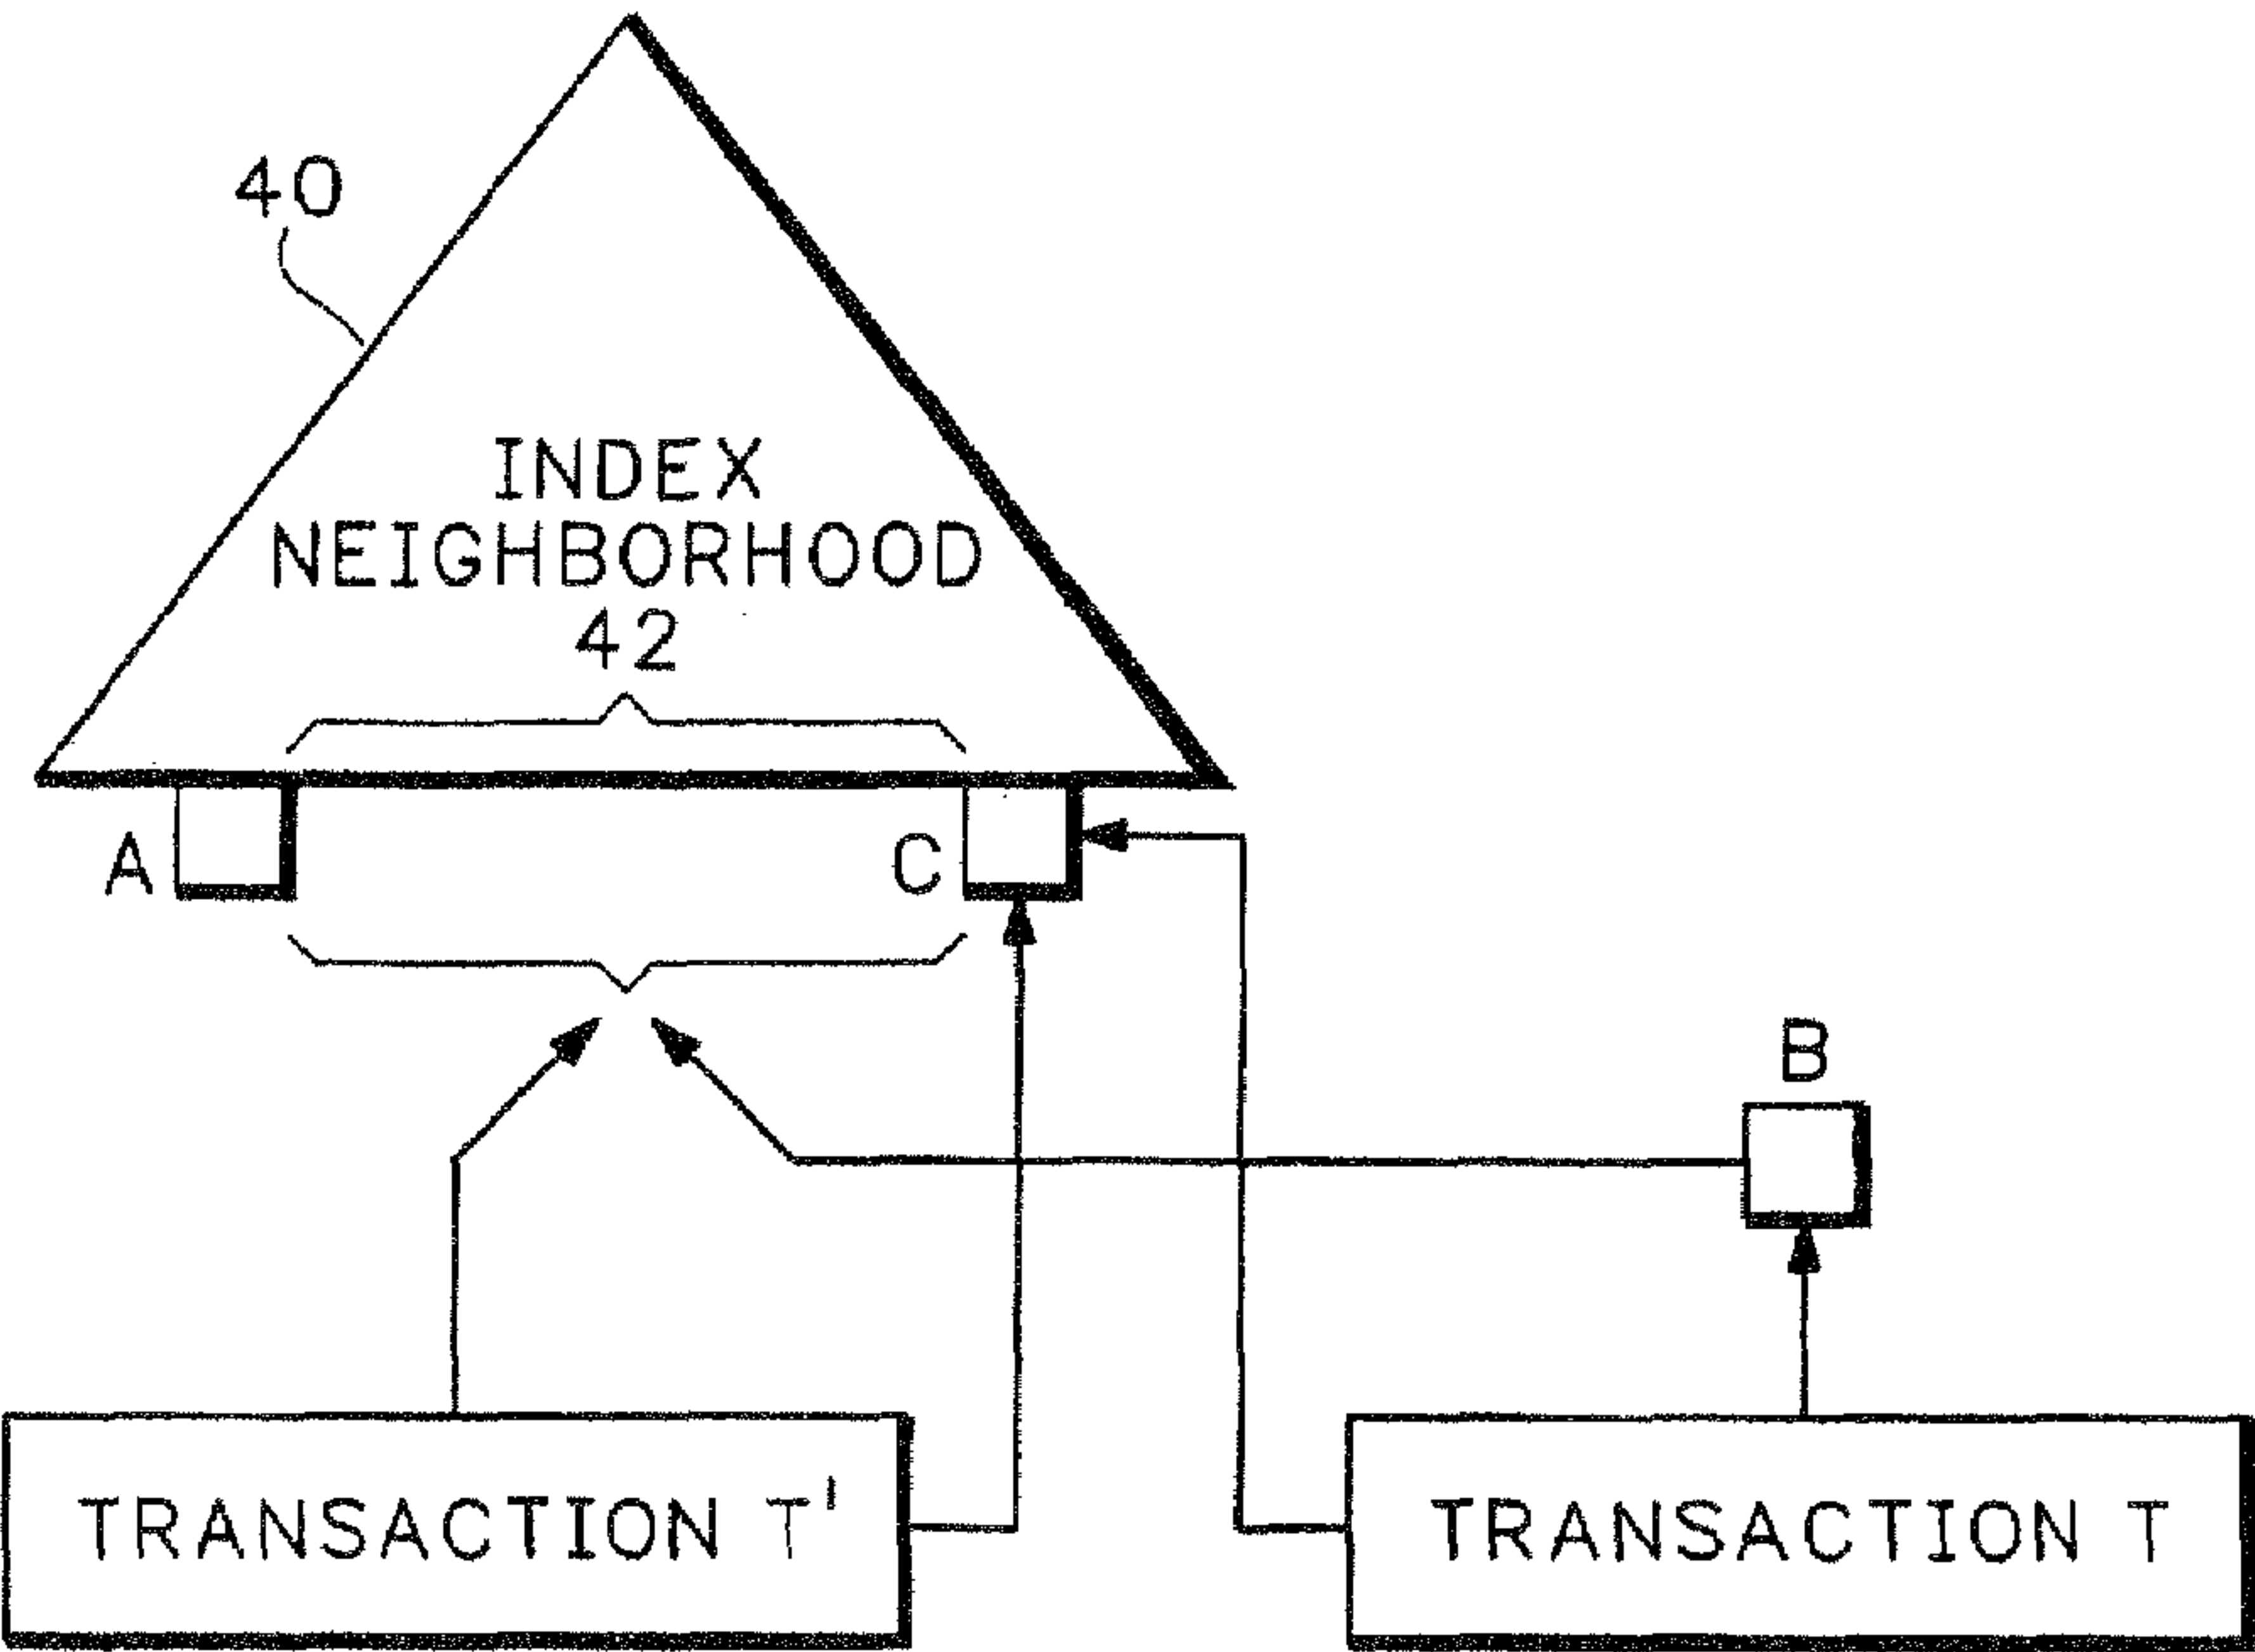 40
INDEX
NEIGHBORHOOD
42
A
C
B
TRANSACTION T'
TRANSACTION T